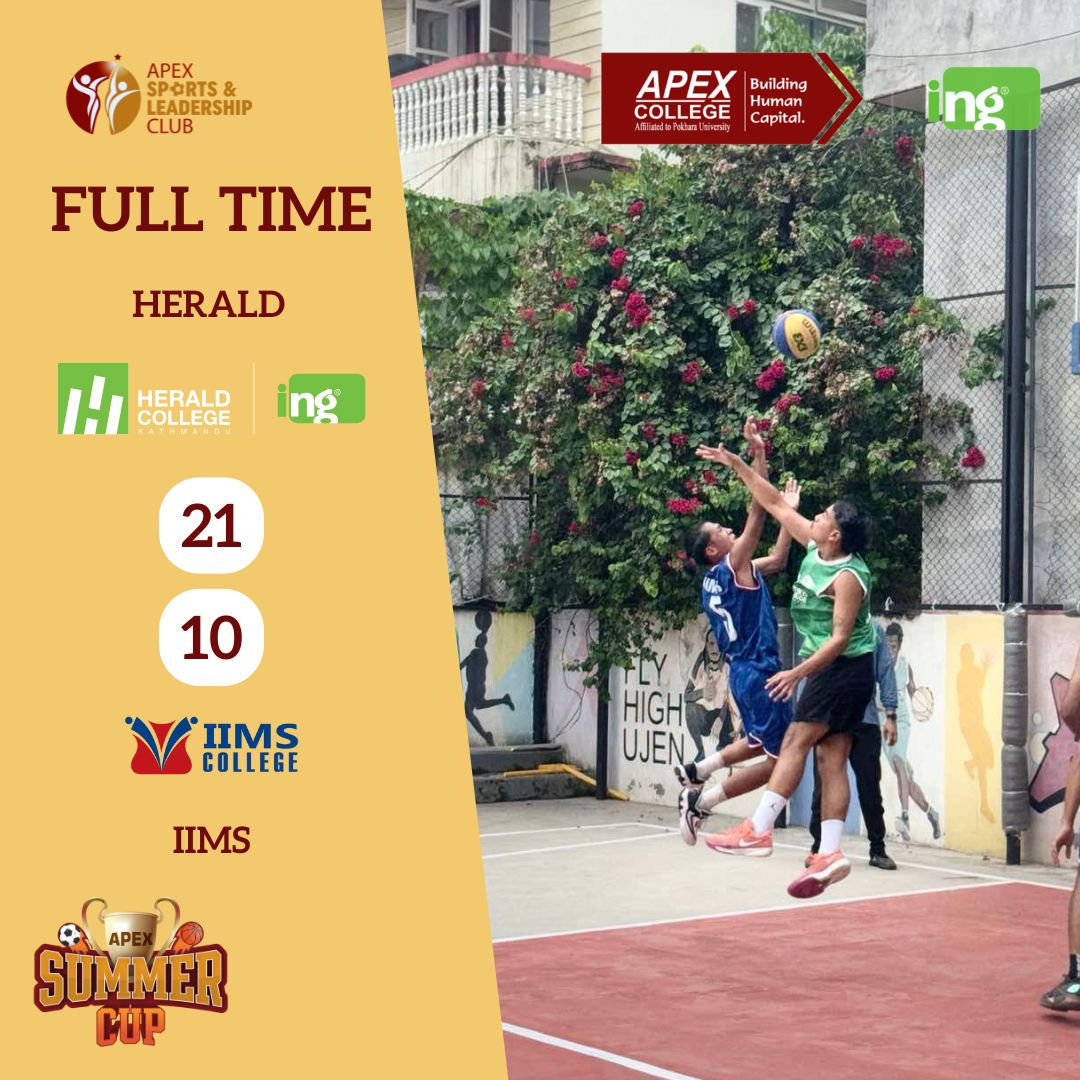 APEX
SPORTS &
LEADERSHIP
CLUB
APEX
COLLEGE
Affiliated to Pokhara University
Building
Human
Capital.
ing®
FULL TIME
HERALD
HERALD
COLLEGE
KATHMANDU
ing®
21
10
IIMS
COLLEGE
IIMS
APEX
SUMMER
CUP
5
FLY
HIGH
UJEN